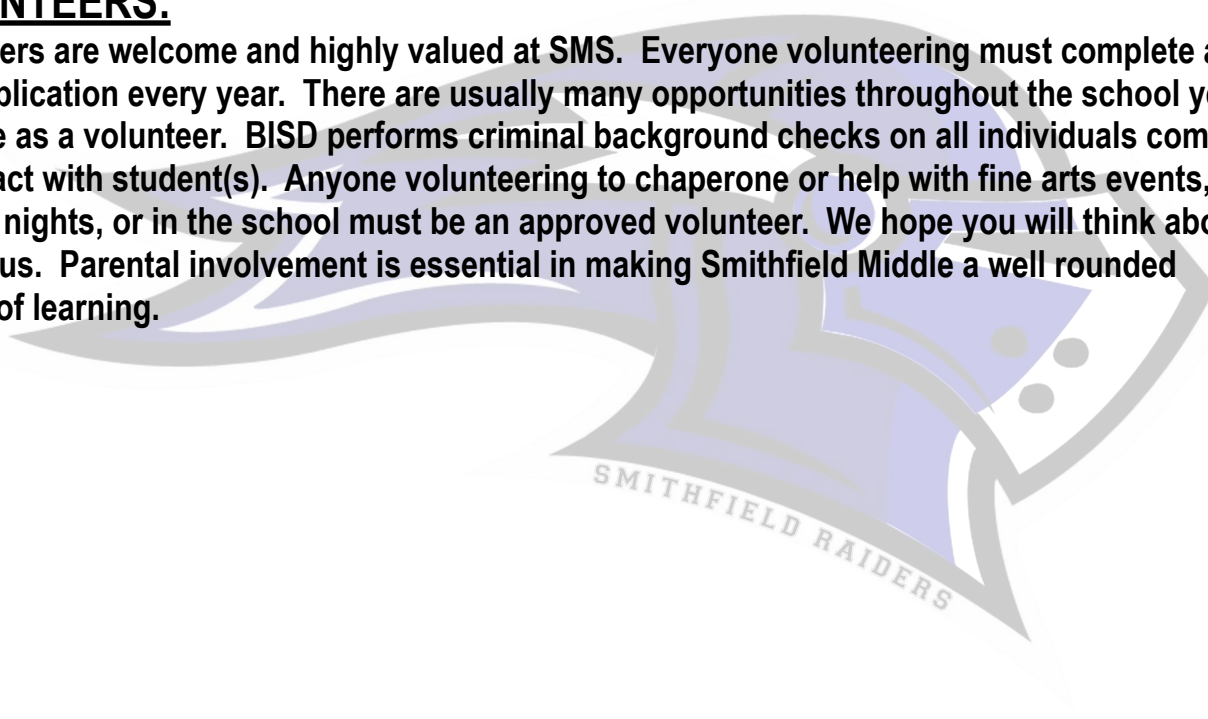 NTEERS:
ers are welcome and highly valued at SMS. Everyone volunteering must complete a
plication every year. There are usually many opportunities throughout the school y
e as a volunteer. BISD performs criminal background checks on all individuals com
act with student(s). Anyone volunteering to chaperone or help with fine arts events,
nights, or in the school must be an approved volunteer. We hope you will think abo
us. Parental involvement is essential in making Smithfield Middle a well rounded
of learning.
SMITHFIELD RAIDERS